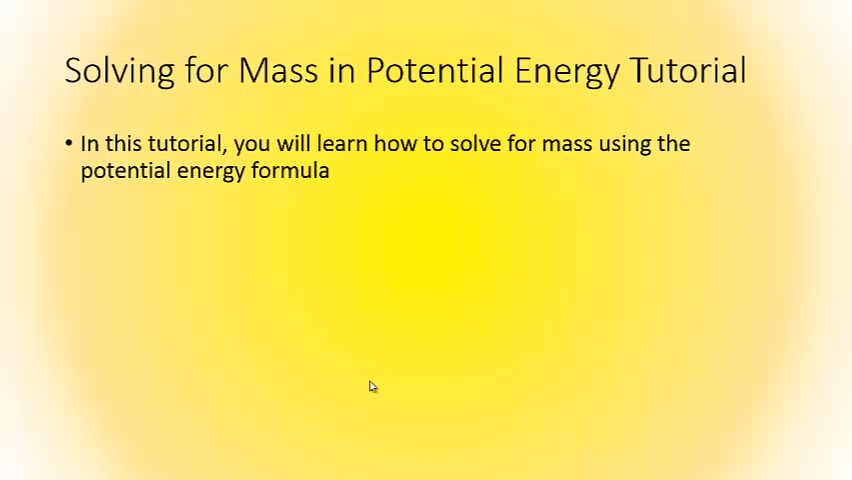 Solving for Mass in Potential Energy Tutorial
• In this tutorial, you will learn how to solve for mass using the
potential energy formula